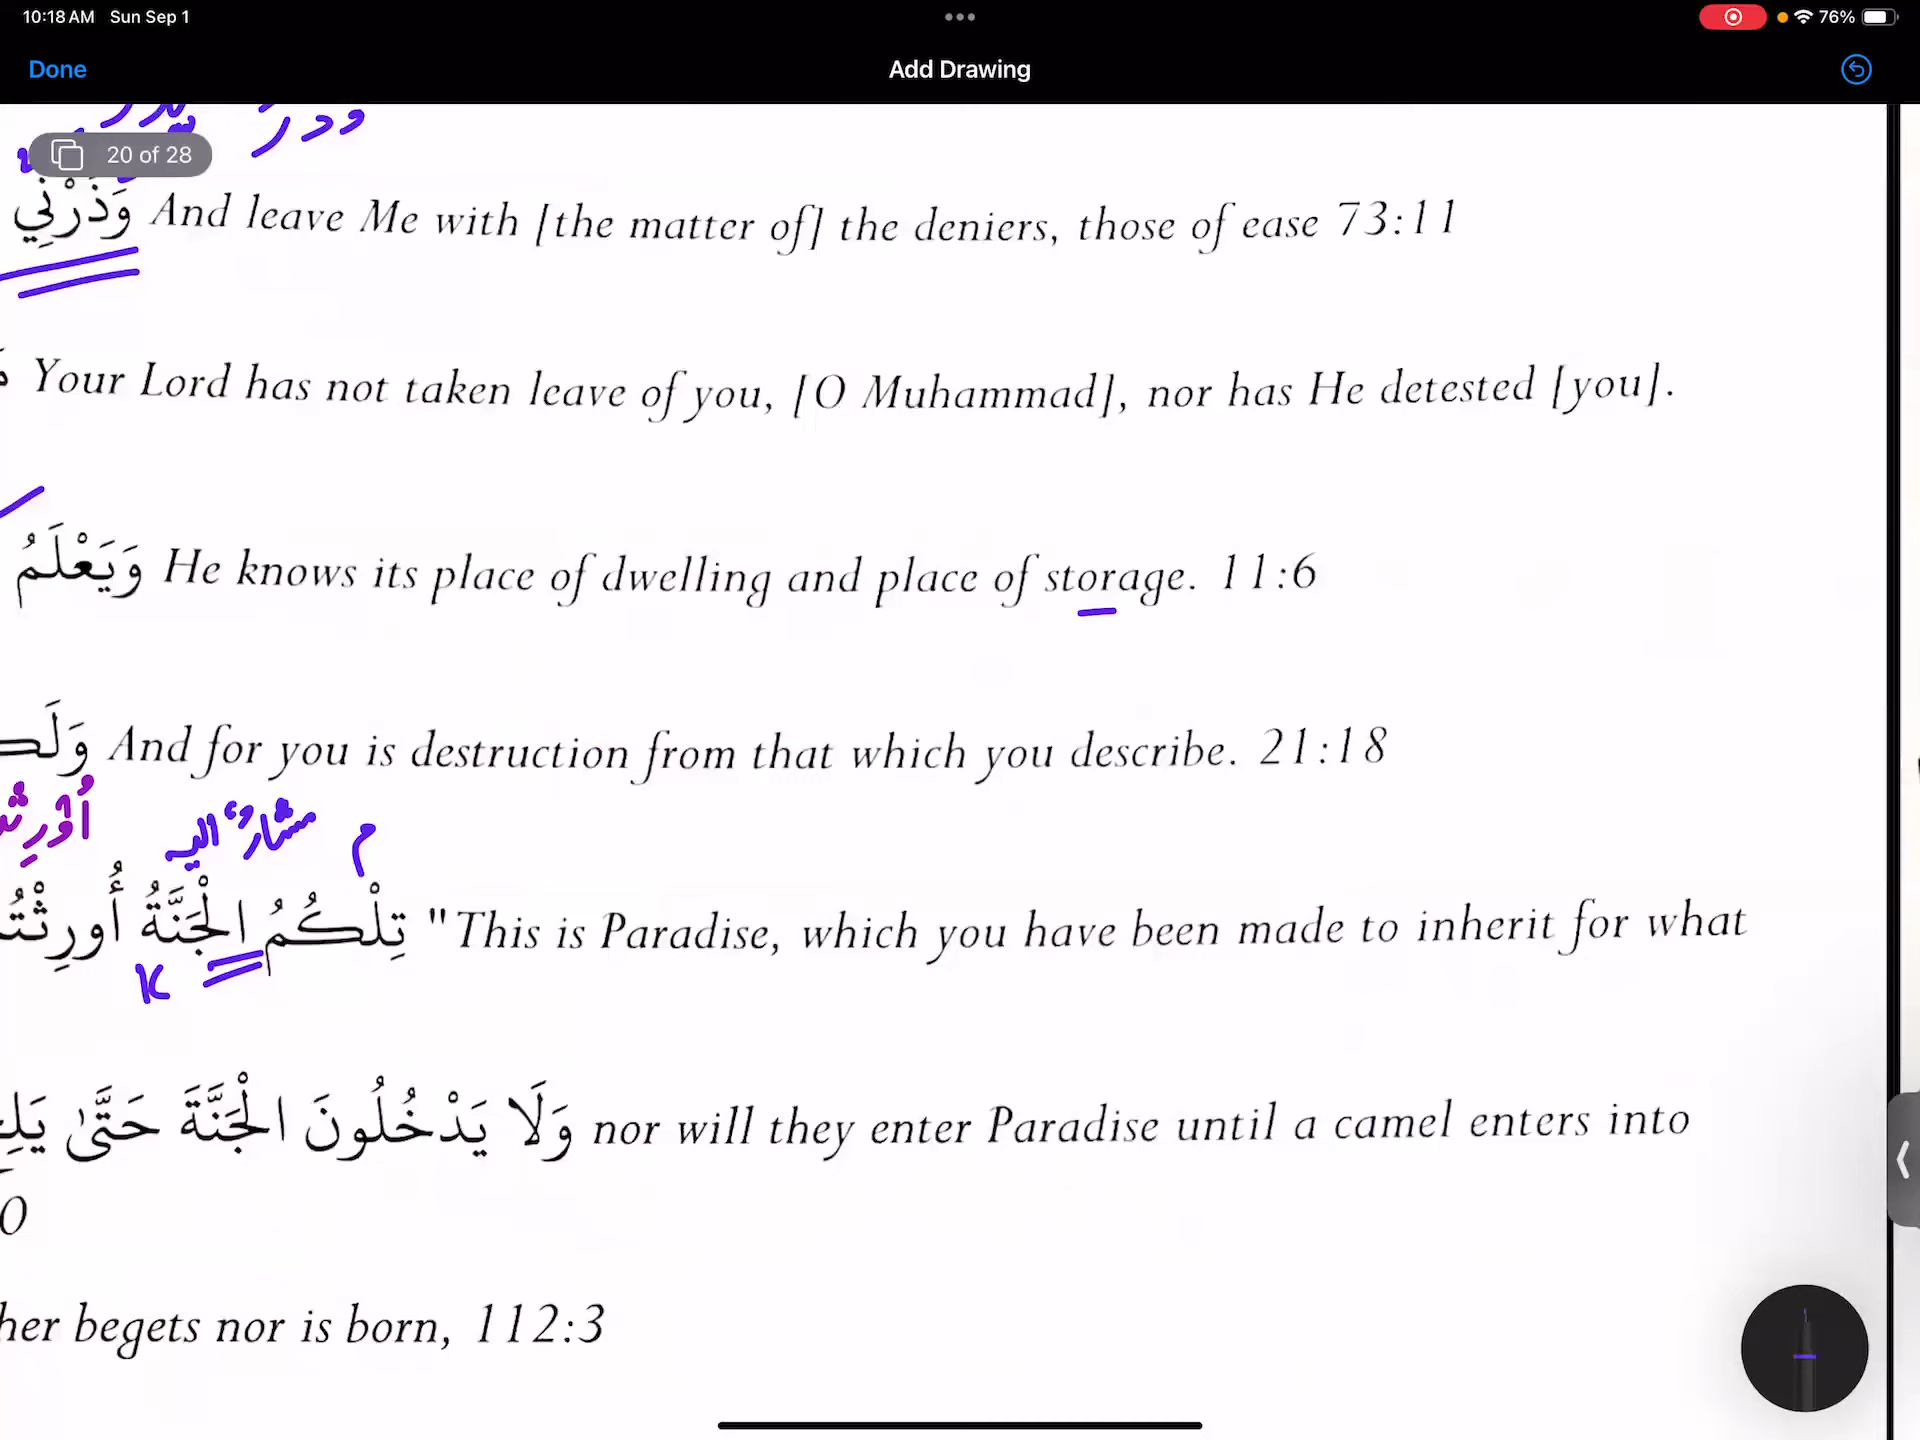 10:18 AM Sun Sep 1
76%
Done
Add Drawing
و د ر
20 of 28
وَذَرْنِي And leave Me with [the matter of] the deniers, those of ease 73:11
Your Lord has not taken leave of you, [O Muhammad], nor has He detested [you].
وَيَعْلَمُ He knows its place of dwelling and place of storage. 11:6
And for you is destruction from that which you describe. 21:18
م مشارٌ اليه
تِلْكُمُ الْجَنَّةُ أُورِثْتُ "This is Paradise, which you have been made to inherit for what
وَلَا يَدْخُلُونَ الْجَنَّةَ حَتَّىٰ يَلِ nor will they enter Paradise until a camel enters into
0
her begets nor is born, 112:3